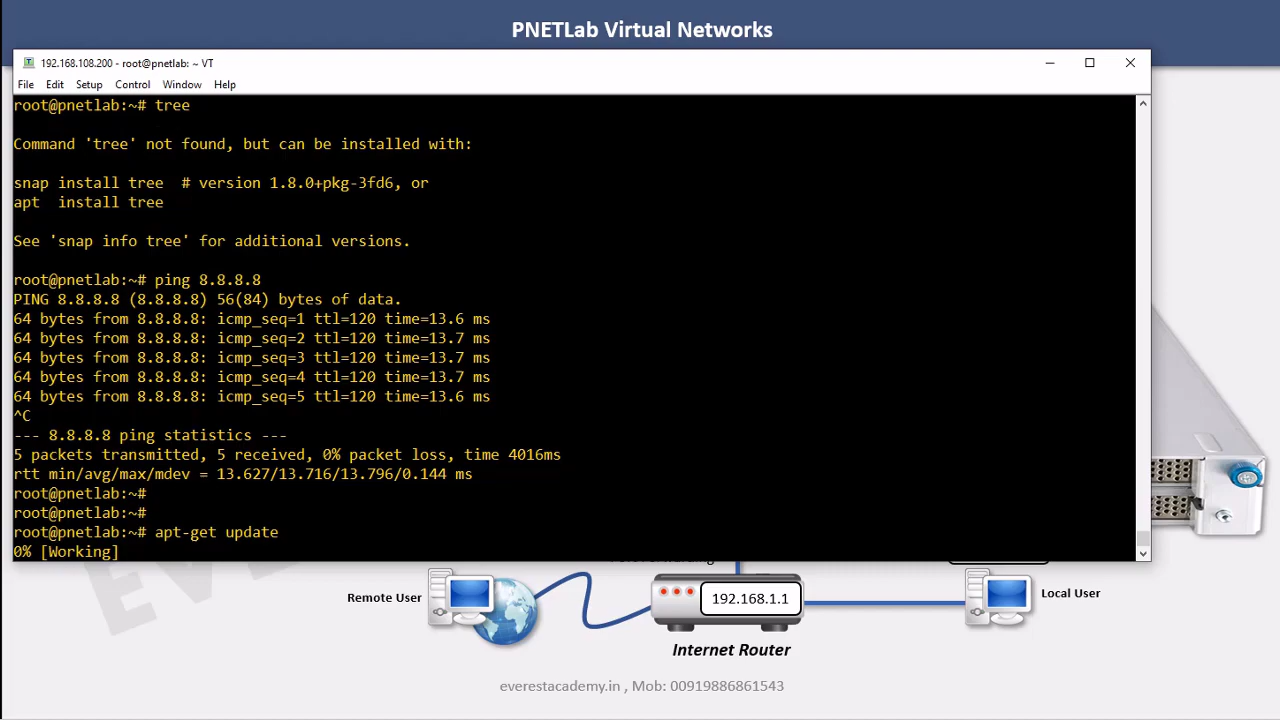 PNETLab Virtual Networks
192.168.108.200 - root@pnetlab: ~ VT
File Edit Setup Control Window Help
root@pnetlab:~# tree
Command 'tree' not found, but can be installed with:
snap install tree  # version 1.8.0+pkg-3fd6, or
apt  install tree
See 'snap info tree' for additional versions.
root@pnetlab:~# ping 8.8.8.8
PING 8.8.8.8 (8.8.8.8) 56(84) bytes of data.
64 bytes from 8.8.8.8: icmp_seq=1 ttl=120 time=13.6 ms
64 bytes from 8.8.8.8: icmp_seq=2 ttl=120 time=13.7 ms
64 bytes from 8.8.8.8: icmp_seq=3 ttl=120 time=13.7 ms
64 bytes from 8.8.8.8: icmp_seq=4 ttl=120 time=13.7 ms
64 bytes from 8.8.8.8: icmp_seq=5 ttl=120 time=13.6 ms
^C
--- 8.8.8.8 ping statistics ---
5 packets transmitted, 5 received, 0% packet loss, time 4016ms
rtt min/avg/max/mdev = 13.627/13.716/13.796/0.144 ms
root@pnetlab:~#
root@pnetlab:~#
root@pnetlab:~# apt-get update
0% [Working]
Remote User
192.168.1.1
Local User
Internet Router
everestacademy.in , Mob: 00919886861543